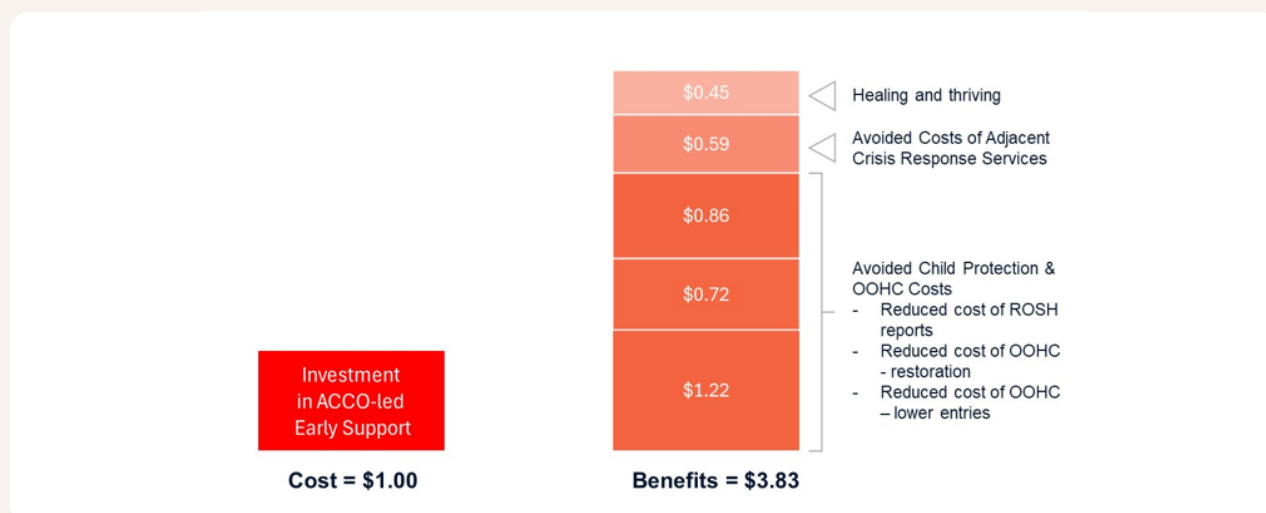 $0.45
Healing and thriving
$0.59
Avoided Costs of Adjacent
Crisis Response Services
$0.86
$0.72
$1.22
Avoided Child Protection &
OOHC Costs
- Reduced cost of ROSH
reports
- Reduced cost of OOHC
- restoration
- Reduced cost of OOHC
– lower entries
Investment
in ACCO-led
Early Support
Cost = $1.00
Benefits = $3.83